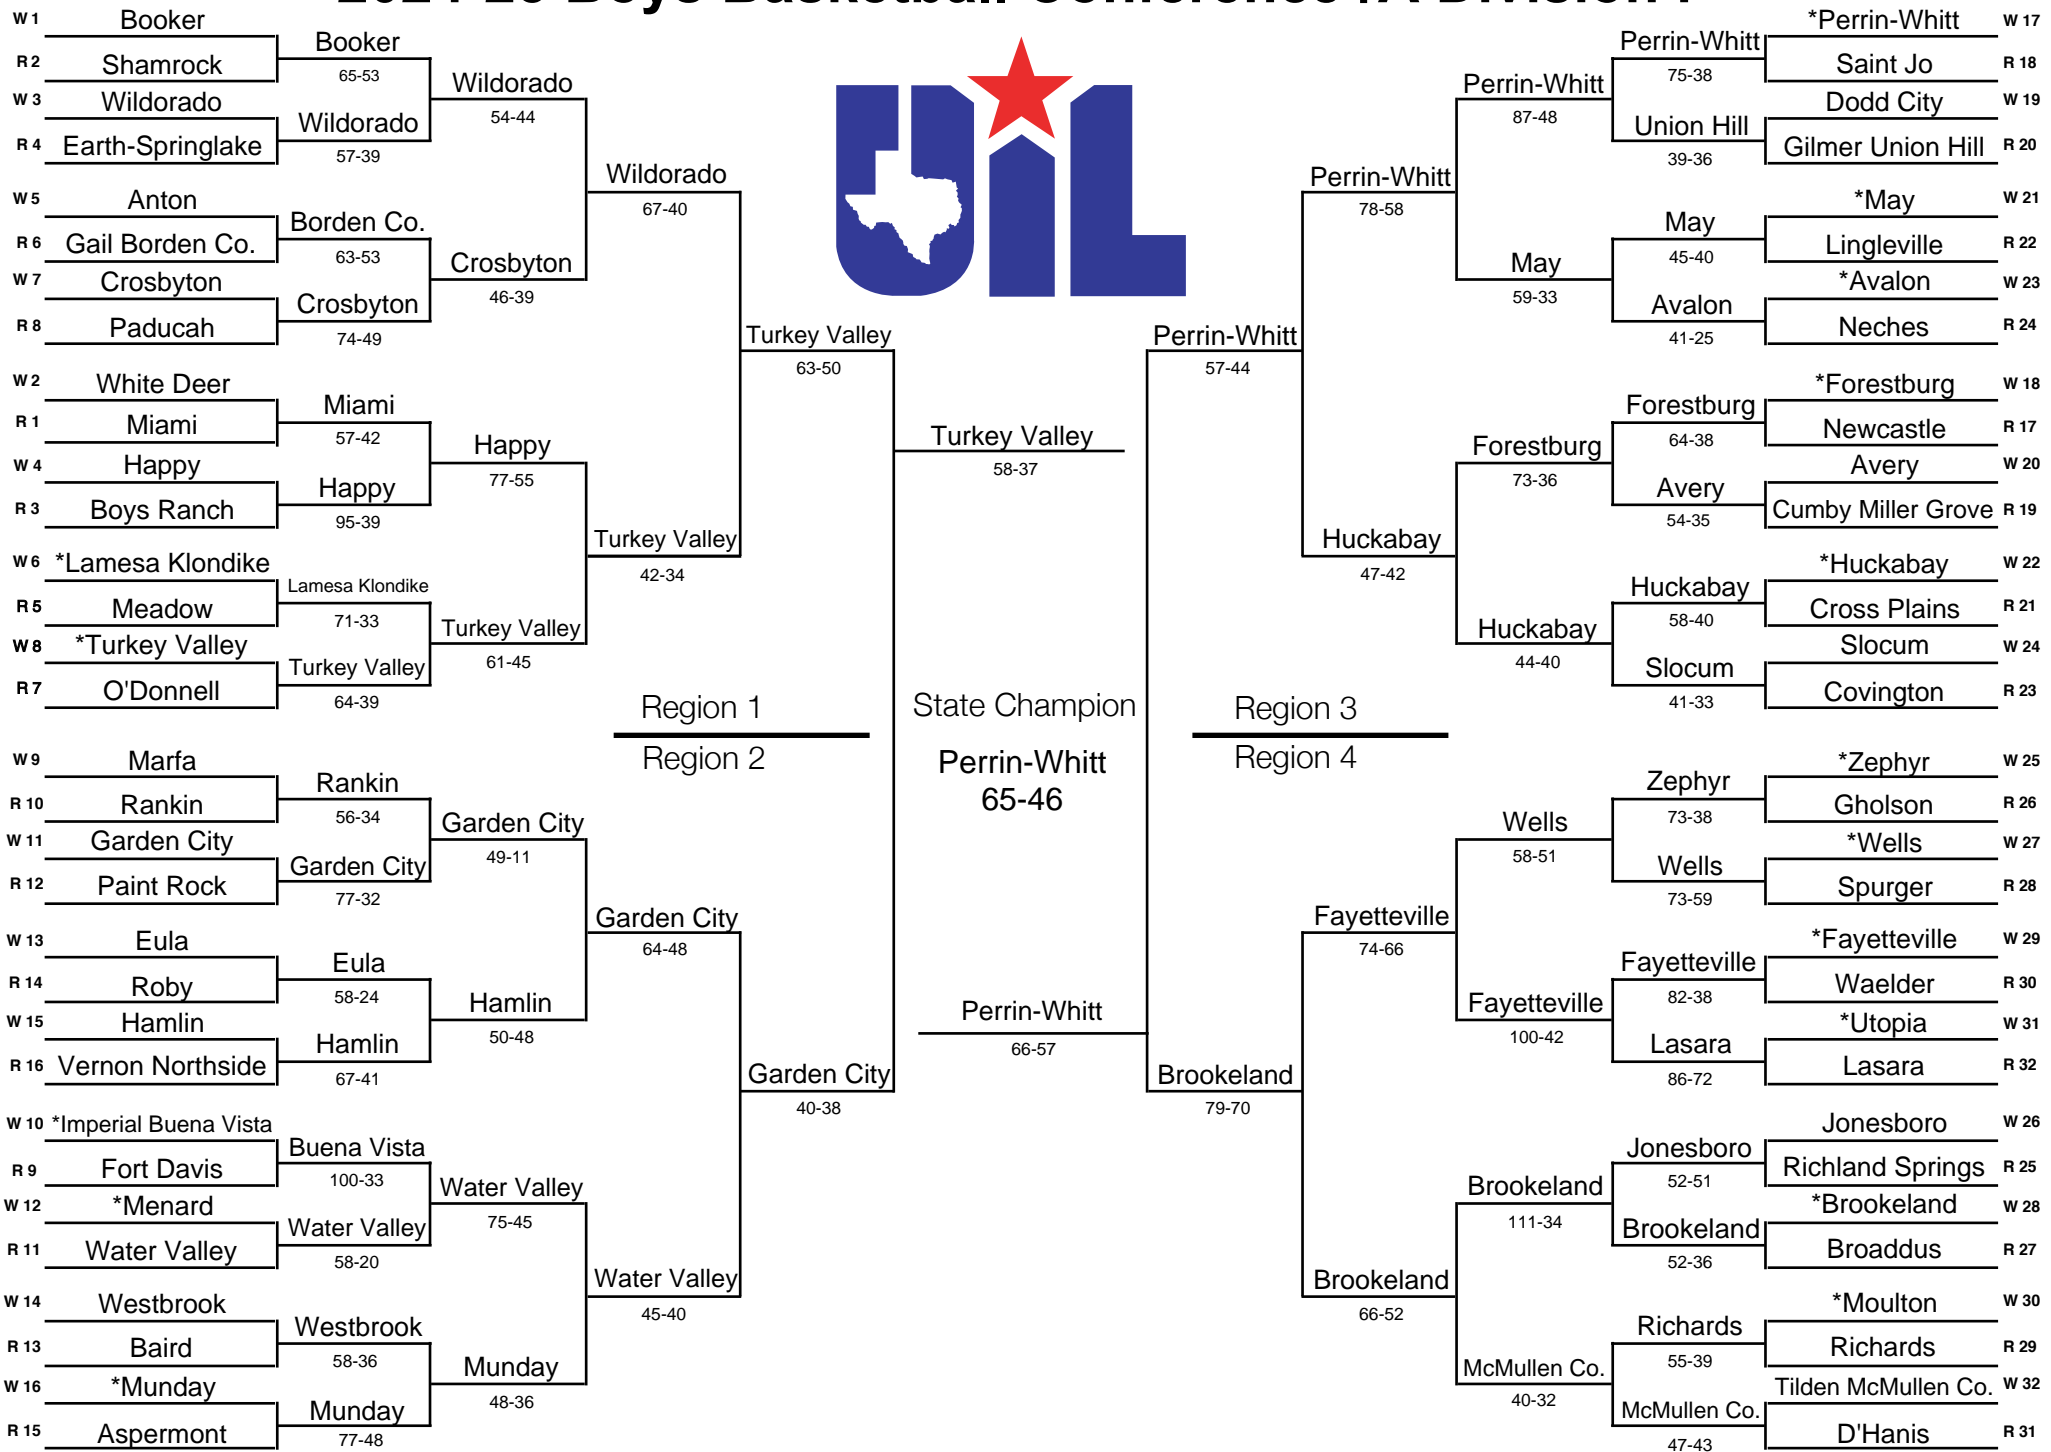 2024-25 Boys Basketball Conference 1A Division I
W 1 Booker
R 2 Shamrock
Booker
65-53
W 3 Wildorado
R 4 Earth-Springlake
Wildorado
57-39
Wildorado
54-44
W 5 Anton
R 6 Gail Borden Co.
Borden Co.
63-53
W 7 Crosbyton
R 8 Paducah
Crosbyton
74-49
Crosbyton
46-39
Wildorado
67-40
W 2 White Deer
R 1 Miami
Miami
57-42
W 4 Happy
R 3 Boys Ranch
Happy
95-39
Happy
77-55
W 6 *Lamesa Klondike
R 5 Meadow
Lamesa Klondike
71-33
W 8 *Turkey Valley
R 7 O'Donnell
Turkey Valley
64-39
Turkey Valley
61-45
Turkey Valley
42-34
Turkey Valley
63-50
Region 1
Region 2
W 9 Marfa
R 10 Rankin
Rankin
56-34
W 11 Garden City
R 12 Paint Rock
Garden City
77-32
Garden City
49-11
W 13 Eula
R 14 Roby
Eula
58-24
W 15 Hamlin
R 16 Vernon Northside
Hamlin
67-41
Hamlin
50-48
Garden City
64-48
W 10 *Imperial Buena Vista
R 9 Fort Davis
Buena Vista
100-33
W 12 *Menard
R 11 Water Valley
Water Valley
58-20
Water Valley
75-45
W 14 Westbrook
R 13 Baird
Westbrook
58-36
W 16 *Munday
R 15 Aspermont
Munday
77-48
Munday
48-36
Water Valley
45-40
Garden City
40-38
UIL
Turkey Valley
58-37
State Champion
Perrin-Whitt
65-46
Perrin-Whitt
66-57
*Perrin-Whitt W 17
Saint Jo R 18
Perrin-Whitt
75-38
Dodd City W 19
Gilmer Union Hill R 20
Union Hill
39-36
Perrin-Whitt
87-48
*May W 21
Lingleville R 22
May
45-40
*Avalon W 23
Neches R 24
Avalon
41-25
May
59-33
Perrin-Whitt
78-58
*Forestburg W 18
Newcastle R 17
Forestburg
64-38
Avery W 20
Cumby Miller Grove R 19
Avery
54-35
Forestburg
73-36
*Huckabay W 22
Cross Plains R 21
Huckabay
58-40
Slocum W 24
Covington R 23
Slocum
41-33
Huckabay
44-40
Huckabay
47-42
Perrin-Whitt
57-44
Region 3
Region 4
*Zephyr W 25
Gholson R 26
Zephyr
73-38
*Wells W 27
Spurger R 28
Wells
73-59
Wells
58-51
*Fayetteville W 29
Waelder R 30
Fayetteville
82-38
*Utopia W 31
Lasara R 32
Lasara
86-72
Fayetteville
100-42
Fayetteville
74-66
Jonesboro W 26
Richland Springs R 25
Jonesboro
52-51
*Brookeland W 28
Broaddus R 27
Brookeland
52-36
Brookeland
111-34
*Moulton W 30
Richards R 29
Richards
55-39
Tilden McMullen Co. W 32
D'Hanis R 31
McMullen Co.
47-43
McMullen Co.
40-32
Brookeland
66-52
Brookeland
79-70